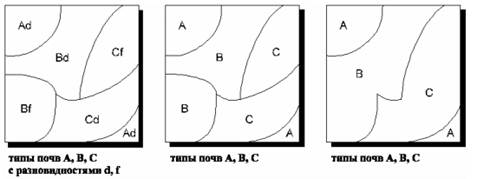 Ad
Bd
Cf
Bf
Cd
Ad
типы почв A, B, C
с разновидностями d, f
A
B
C
B
C
A
типы почв A, B, C
A
B
C
A
типы почв A, B, C